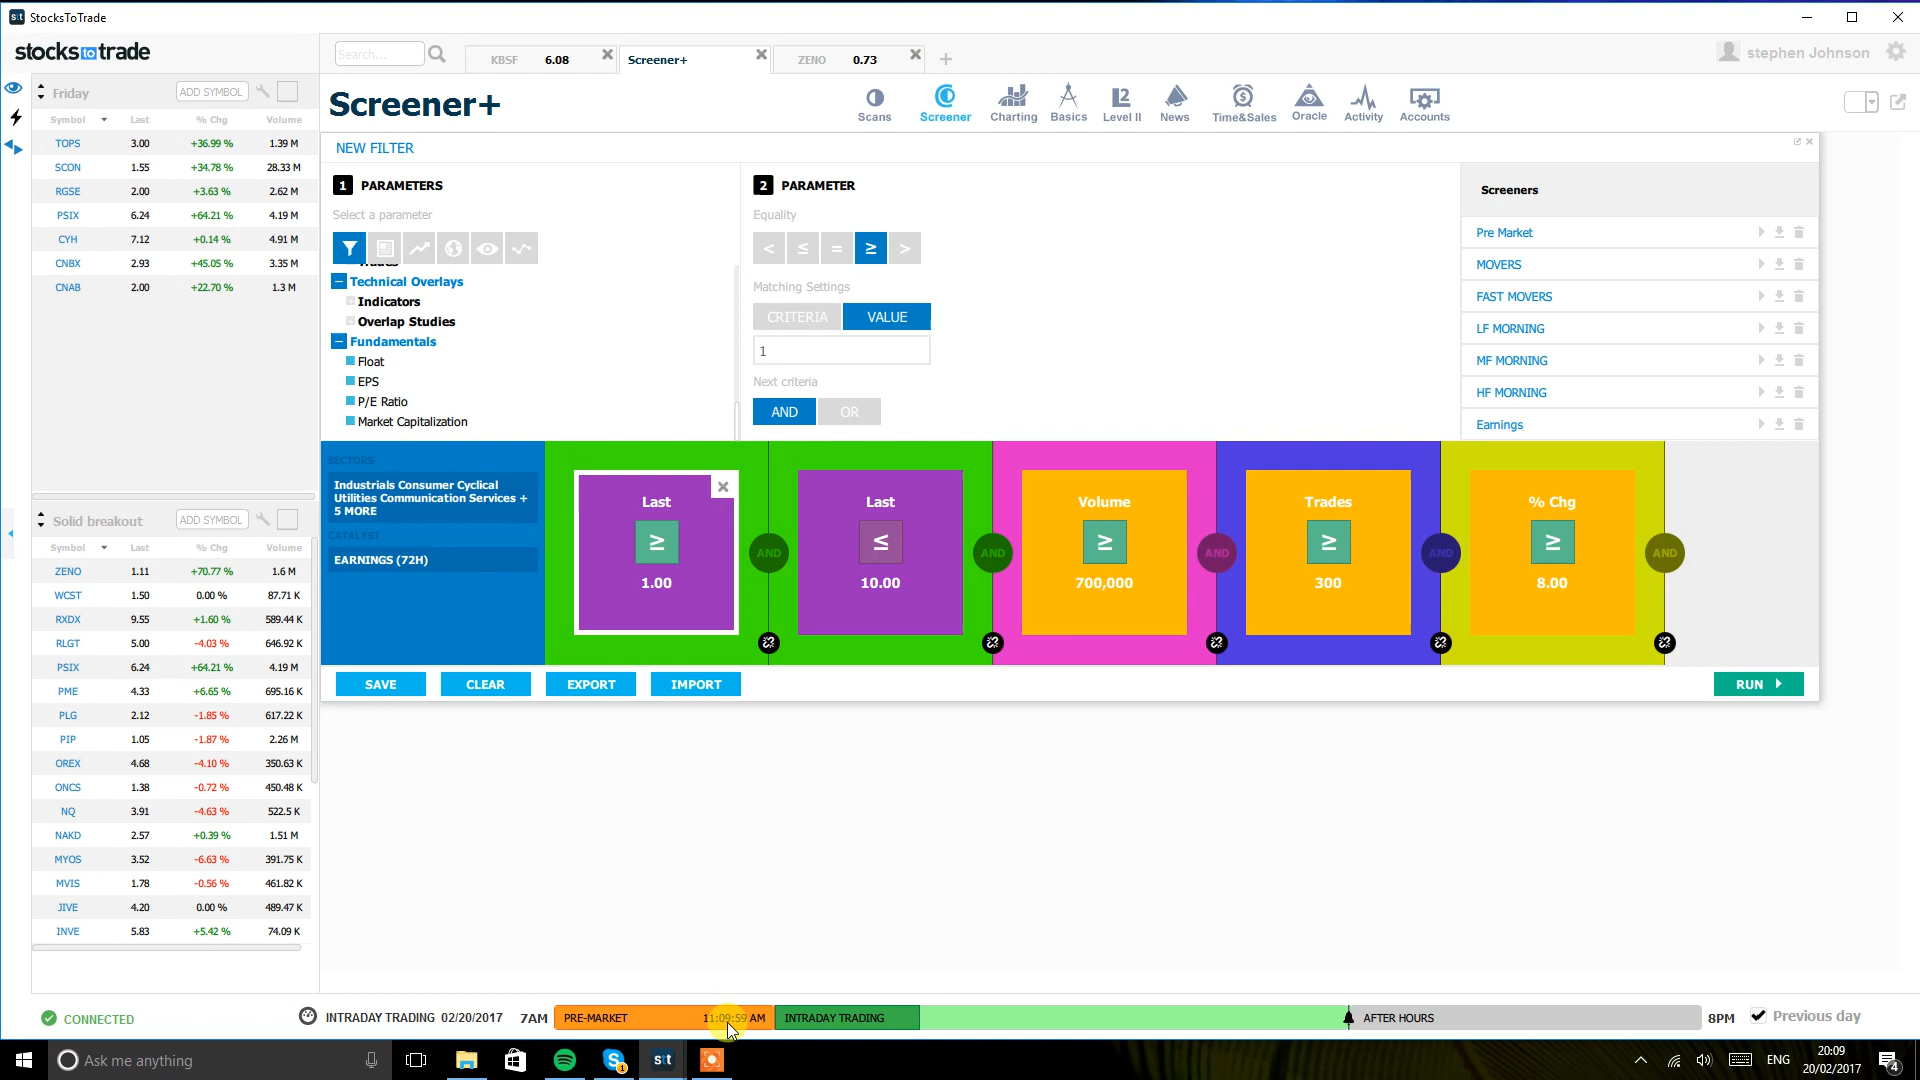 StocksToTrade
stockstotrade
Search...
KBSF 6.08
Screener+
ZENO 0.73
stephen Johnson
Friday
ADD SYMBOL
Symbol Last % Chg Volume
TOPS 3.00 +36.99 % 1.39 M
SCON 1.55 +34.78 % 28.33 M
RGSE 2.00 +3.63 % 2.62 M
PSIX 6.24 +64.21 % 4.19 M
CYH 7.12 +0.14 % 4.91 M
CNBX 2.93 +45.05 % 3.35 M
CNAB 2.00 +22.70 % 1.3 M
Solid breakout
ADD SYMBOL
Symbol Last % Chg Volume
ZENO 1.11 +70.77 % 1.6 M
WCST 1.50 0.00 % 87.71 K
RXDX 9.55 +1.60 % 589.44 K
RLGT 5.00 -4.03 % 646.92 K
PSIX 6.24 +64.21 % 4.19 M
PME 4.33 +6.65 % 695.16 K
PLG 2.12 -1.85 % 617.22 K
PIP 1.05 -1.87 % 2.26 M
OREX 4.68 -4.10 % 350.63 K
ONCS 1.38 -0.72 % 450.48 K
NQ 3.91 -4.63 % 522.5 K
NAKD 2.57 +0.39 % 1.51 M
MYOS 3.52 -6.63 % 391.75 K
MVIS 1.78 -0.56 % 461.82 K
JIVE 4.20 0.00 % 489.47 K
INVE 5.83 +5.42 % 74.09 K
Screener+
Scans
Screener
Charting
Basics
L2
Level II
News
Time&Sales
Oracle
Activity
Accounts
NEW FILTER
1 PARAMETERS
Select a parameter
Technical Overlays
Indicators
Overlap Studies
Fundamentals
Float
EPS
P/E Ratio
Market Capitalization
2 PARAMETER
Equality
< ≤ = ≥ >
Matching Settings
CRITERIA VALUE
1
Next criteria
AND OR
Screeners
Pre Market
MOVERS
FAST MOVERS
LF MORNING
MF MORNING
HF MORNING
Earnings
SECTORS
Industrials Consumer Cyclical
Utilities Communication Services +
5 MORE
CATALYST
EARNINGS (72H)
Last
≥
1.00
AND
Last
≤
10.00
AND
Volume
≥
700,000
AND
Trades
≥
300
AND
% Chg
≥
8.00
AND
SAVE CLEAR EXPORT IMPORT
RUN
CONNECTED
INTRADAY TRADING 02/20/2017 7AM PRE-MARKET 11:09:59 AM INTRADAY TRADING AFTER HOURS 8PM Previous day
Ask me anything
stt
ENG
20:09
20/02/2017
4